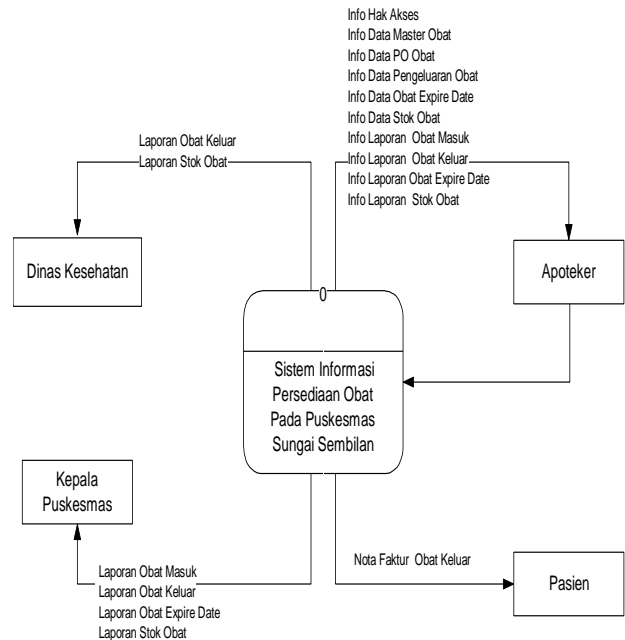 Info Hak Akses
Info Data Master Obat
Info Data PO Obat
Info Data Pengeluaran Obat
Info Data Obat Expire Date
Info Data Stok Obat
Info Laporan Obat Masuk
Info Laporan Obat Keluar
Info Laporan Obat Expire Date
Info Laporan Stok Obat
Laporan Obat Keluar
Laporan Stok Obat
Dinas Kesehatan
Apoteker
0
Sistem Informasi
Persediaan Obat
Pada Puskesmas
Sungai Sembilan
Kepala
Puskesmas
Laporan Obat Masuk
Laporan Obat Keluar
Laporan Obat Expire Date
Laporan Stok Obat
Nota Faktur Obat Keluar
Pasien